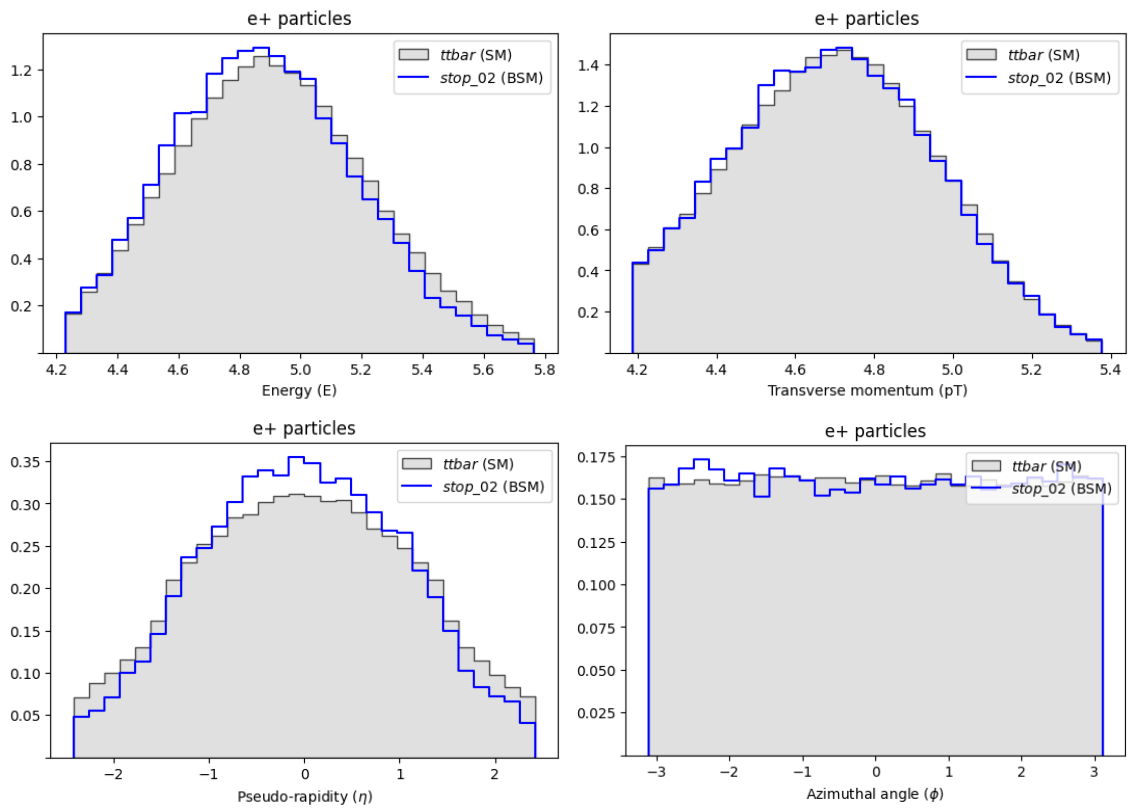 e+ particles
ttbar (SM)
stop_02 (BSM)
1.2
1.0
0.8
0.6
0.4
0.2
4.2 4.4 4.6 4.8 5.0 5.2 5.4 5.6 5.8
Energy (E)
e+ particles
ttbar (SM)
stop_02 (BSM)
1.4
1.2
1.0
0.8
0.6
0.4
0.2
4.2 4.4 4.6 4.8 5.0 5.2 5.4
Transverse momentum (pT)
e+ particles
ttbar (SM)
stop_02 (BSM)
0.35
0.30
0.25
0.20
0.15
0.10
0.05
−2 −1 0 1 2
Pseudo-rapidity (η)
e+ particles
ttbar (SM)
stop_02 (BSM)
0.175
0.150
0.125
0.100
0.075
0.050
0.025
−3 −2 −1 0 1 2 3
Azimuthal angle (ϕ)